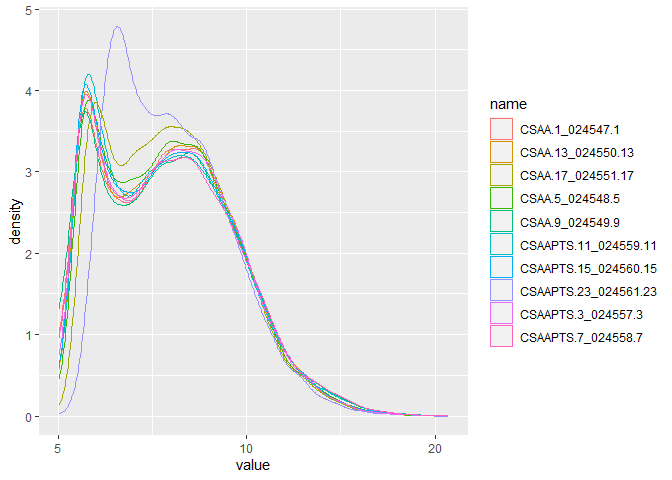 5
4
3
2
1
0
density
5
10
20
value
name
CSAA.1_024547.1
CSAA.13_024550.13
CSAA.17_024551.17
CSAA.5_024548.5
CSAA.9_024549.9
CSAAPTS.11_024559.11
CSAAPTS.15_024560.15
CSAAPTS.23_024561.23
CSAAPTS.3_024557.3
CSAAPTS.7_024558.7